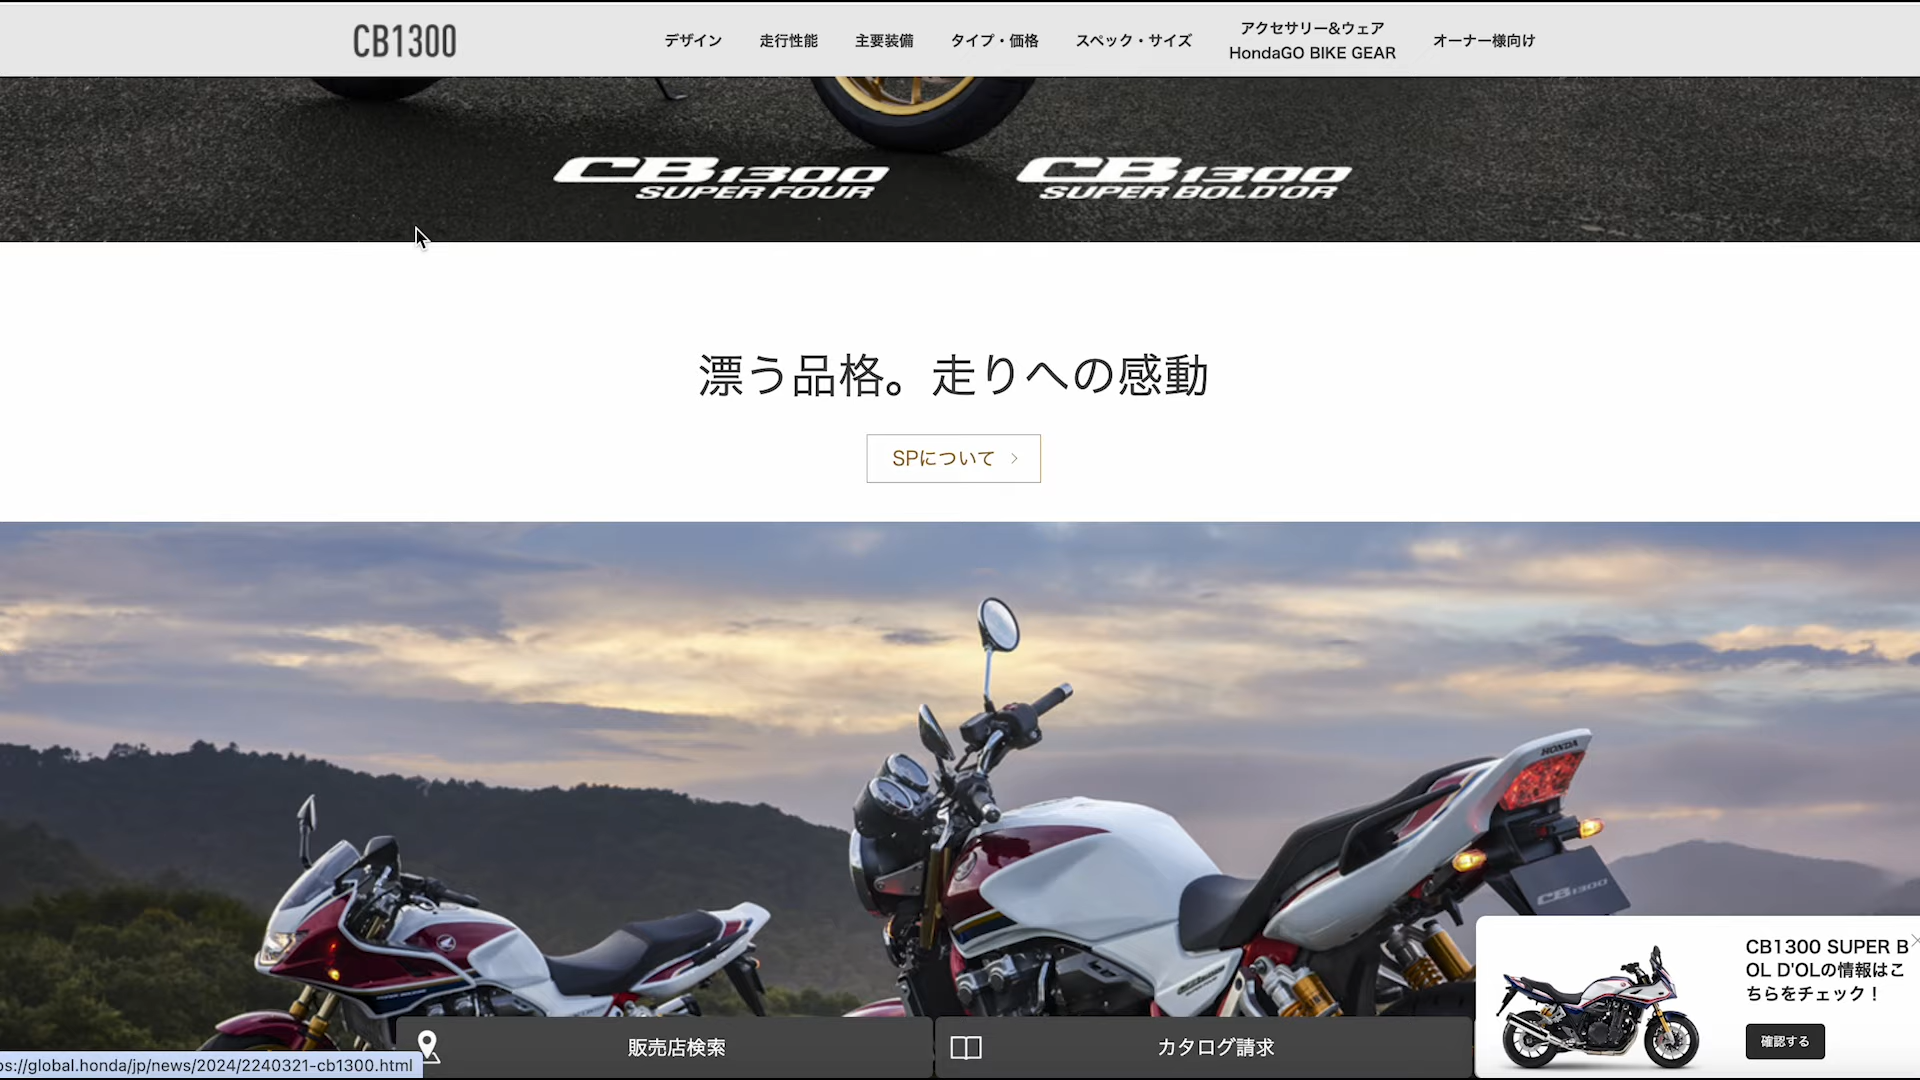 CB1300
デザイン
走行性能
主要装備
タイプ・価格
スペック・サイズ
アクセサリー&ウェア
HondaGO BIKE GEAR
オーナー様向け
CB1300
SUPER FOUR
CB1300
SUPER BOLD'OR
漂う品格。走りへの感動
SPについて
HONDA
CB1300
CB1300 SUPER B
OL D'OLの情報はこ
ちらをチェック！
確認する
販売店検索
カタログ請求
ps://global.honda/jp/news/2024/2240321-cb1300.html